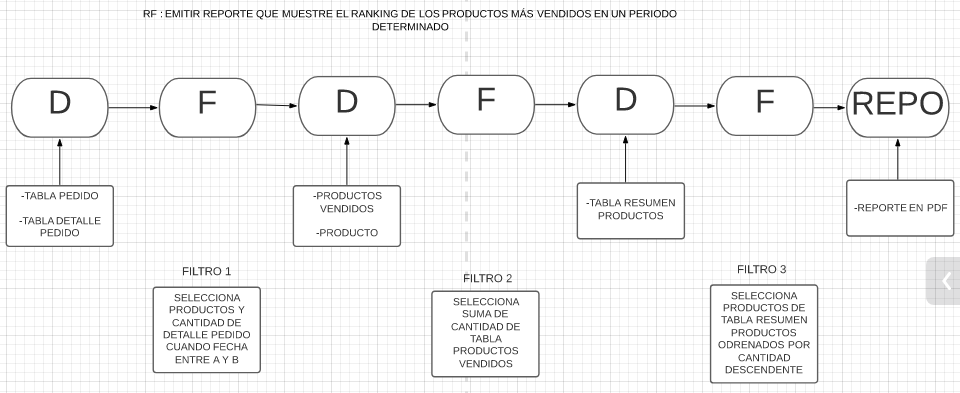 RF : EMITIR REPORTE QUE MUESTRE EL RANKING DE LOS PRODUCTOS MÁS VENDIDOS EN UN PERIODO
DETERMINADO
D
F
D
F
D
F
REPO
-TABLA PEDIDO
-TABLA DETALLE
PEDIDO
-PRODUCTOS
VENDIDOS
-PRODUCTO
-TABLA RESUMEN
PRODUCTOS
-REPORTE EN PDF
FILTRO 1
SELECCIONA
PRODUCTOS Y
CANTIDAD DE
DETALLE PEDIDO
CUANDO FECHA
ENTRE A Y B
FILTRO 2
SELECCIONA
SUMA DE
CANTIDAD DE
TABLA
PRODUCTOS
VENDIDOS
FILTRO 3
SELECCIONA
PRODUCTOS DE
TABLA RESUMEN
PRODUCTOS
ODRENADOS POR
CANTIDAD
DESCENDENTE